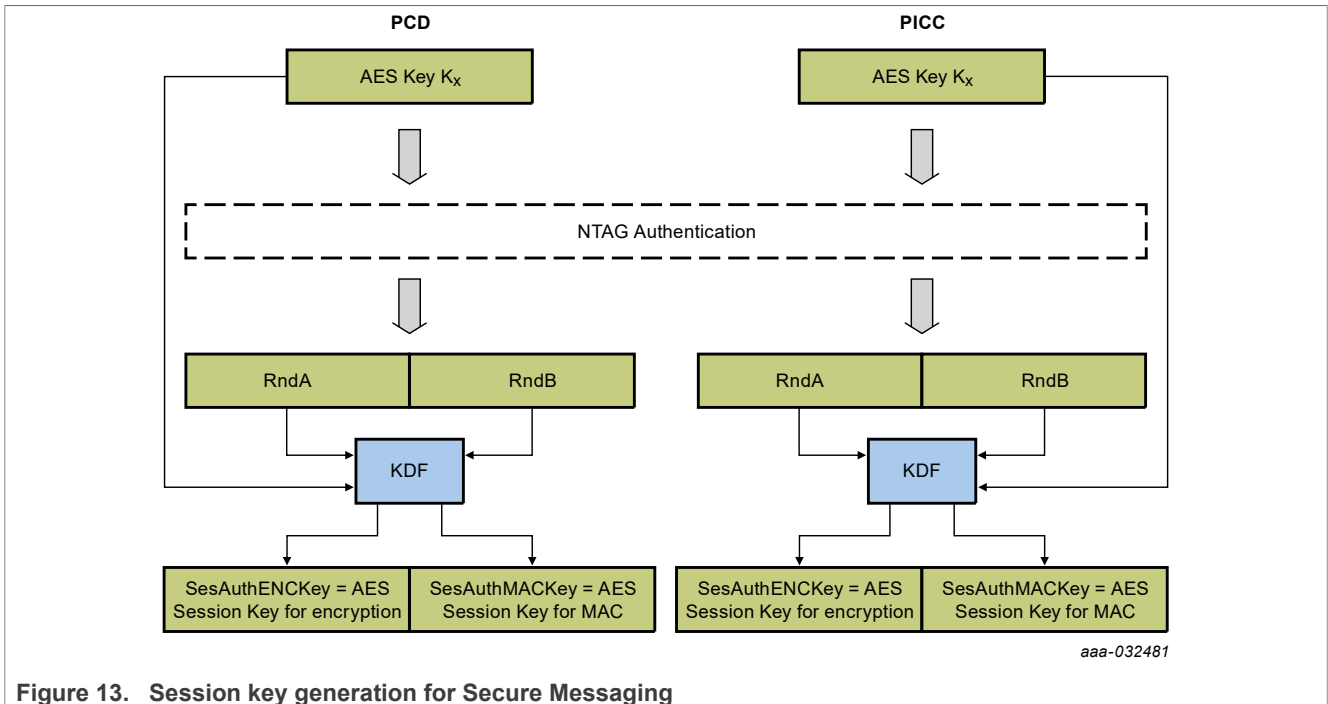 PCD
PICC
AES Key Kx
AES Key Kx
NTAG Authentication
RndA
RndB
RndA
RndB
KDF
KDF
SesAuthENCKey = AES
Session Key for encryption
SesAuthMACKey = AES
Session Key for MAC
SesAuthENCKey = AES
Session Key for encryption
SesAuthMACKey = AES
Session Key for MAC
aaa-032481
Figure 13. Session key generation for Secure Messaging